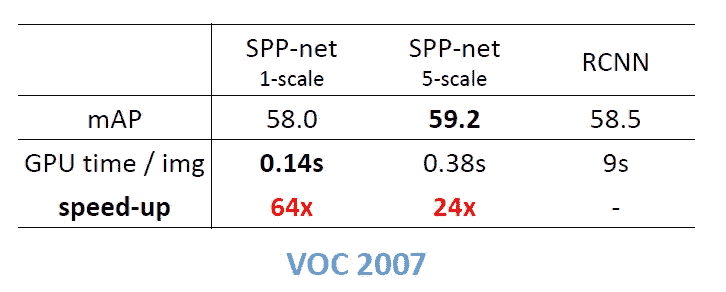 SPP-net 1-scale SPP-net 5-scale RCNN
mAP 58.0 59.2 58.5
GPU time / img 0.14s 0.38s 9s
speed-up 64x 24x -
VOC 2007